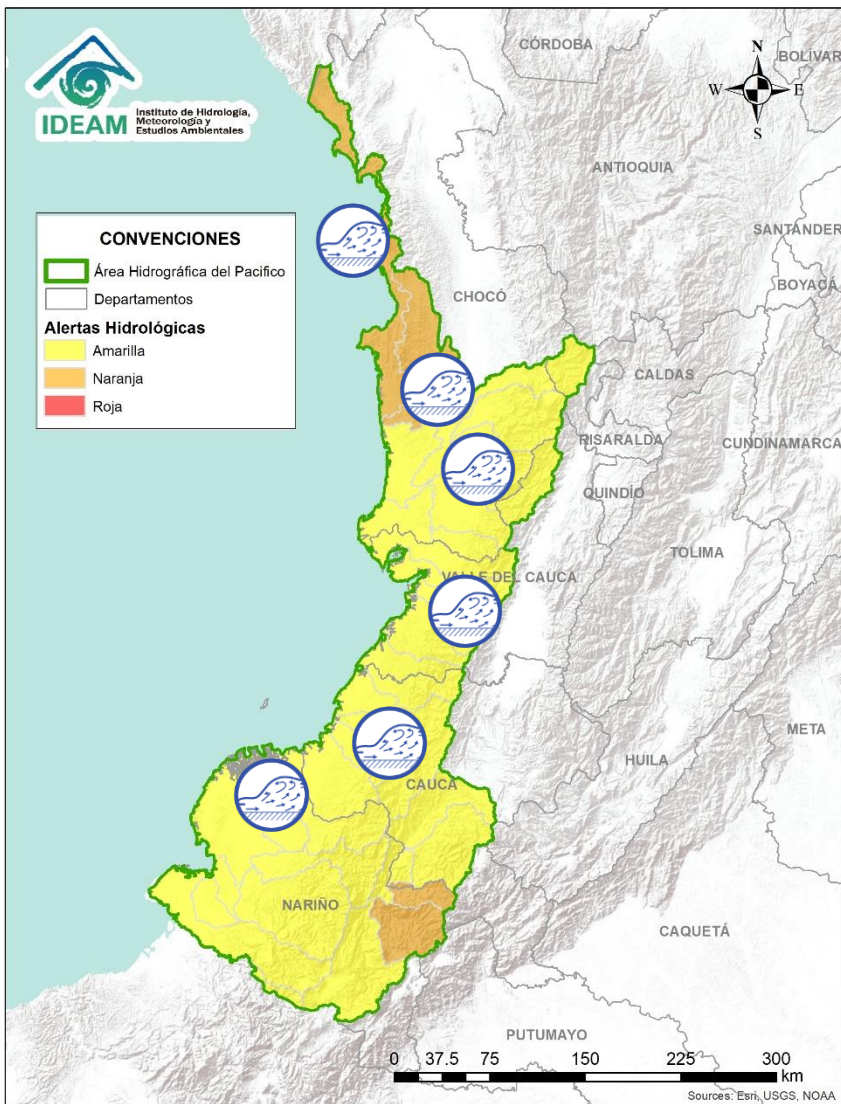 IDEAM
Instituto de Hidrología,
Meteorología y
Estudios Ambientales
CÓRDOBA
BOLÍVAR
N
W
E
S
ANTIOQUIA
SANTANDER
BOYACÁ
CONVENCIONES
Área Hidrográfica del Pacifico
Departamentos
Alertas Hidrológicas
Amarilla
Naranja
Roja
CHOCÓ
CALDAS
RISARALDA
CUNDINAMARCA
QUINDÍO
TOLIMA
VALLE DEL CAUCA
META
HUILA
CAUCA
NARIÑO
CAQUETÁ
PUTUMAYO
0 37.5 75 150 225 300
km
Sources: Esri, USGS, NOAA